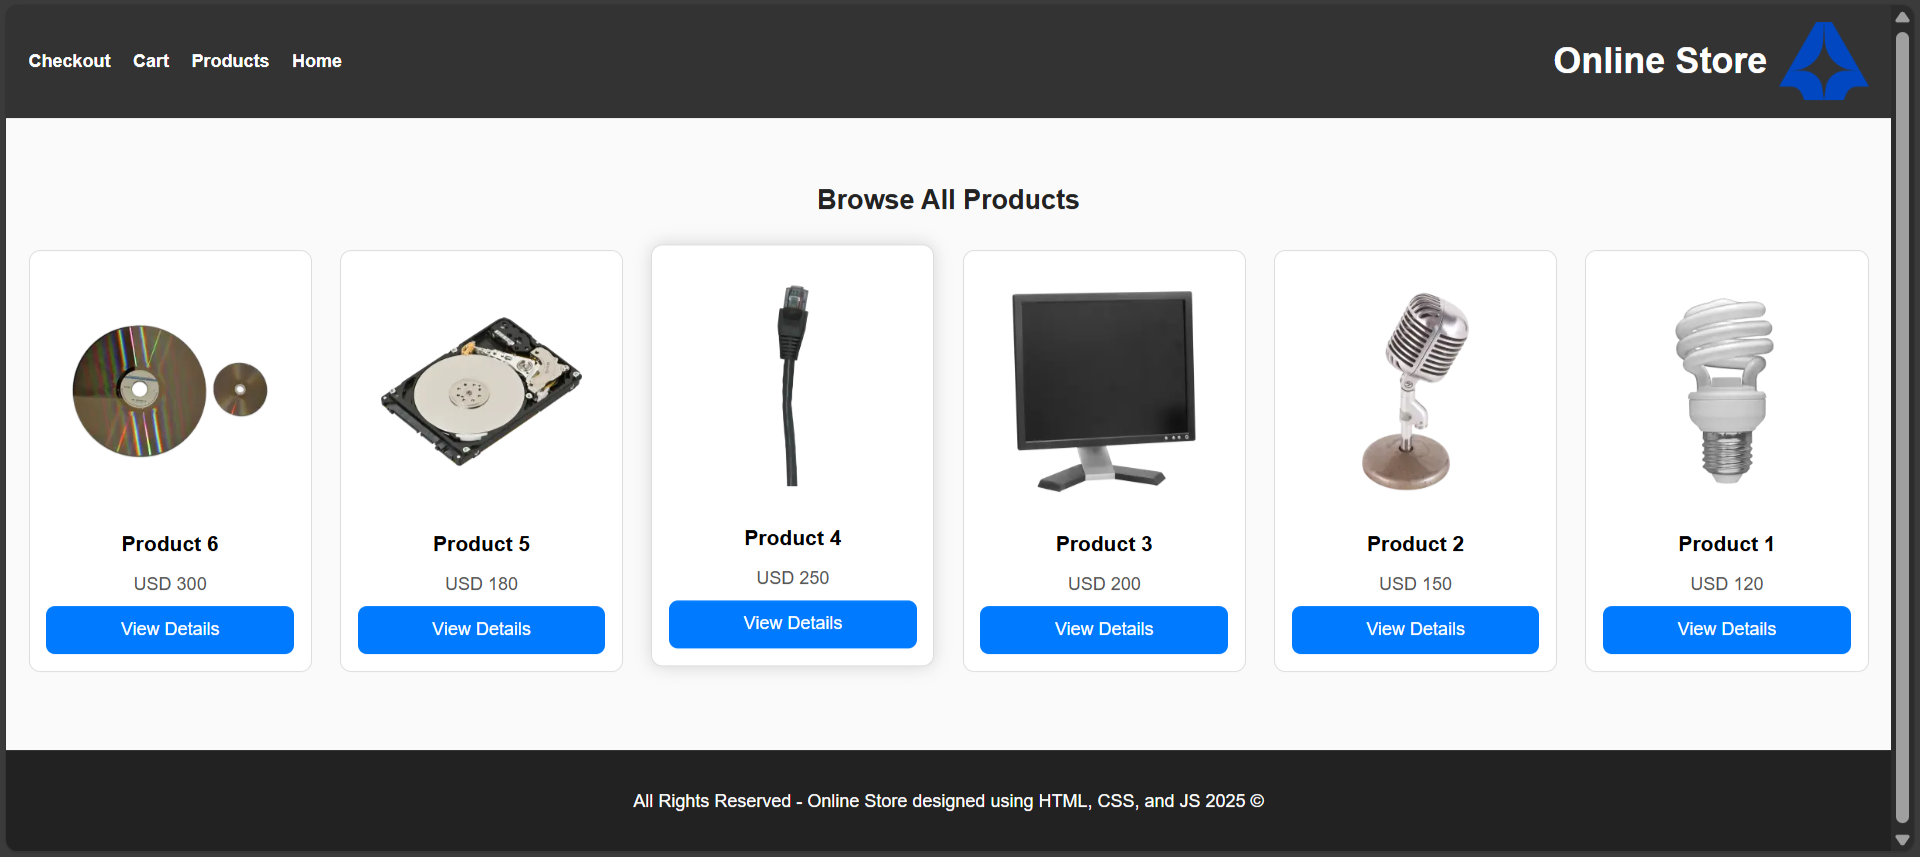 Checkout Cart Products Home
Online Store
Browse All Products
Product 6
USD 300
View Details
Product 5
USD 180
View Details
Product 4
USD 250
View Details
Product 3
USD 200
View Details
Product 2
USD 150
View Details
Product 1
USD 120
View Details
All Rights Reserved - Online Store designed using HTML, CSS, and JS 2025 ©